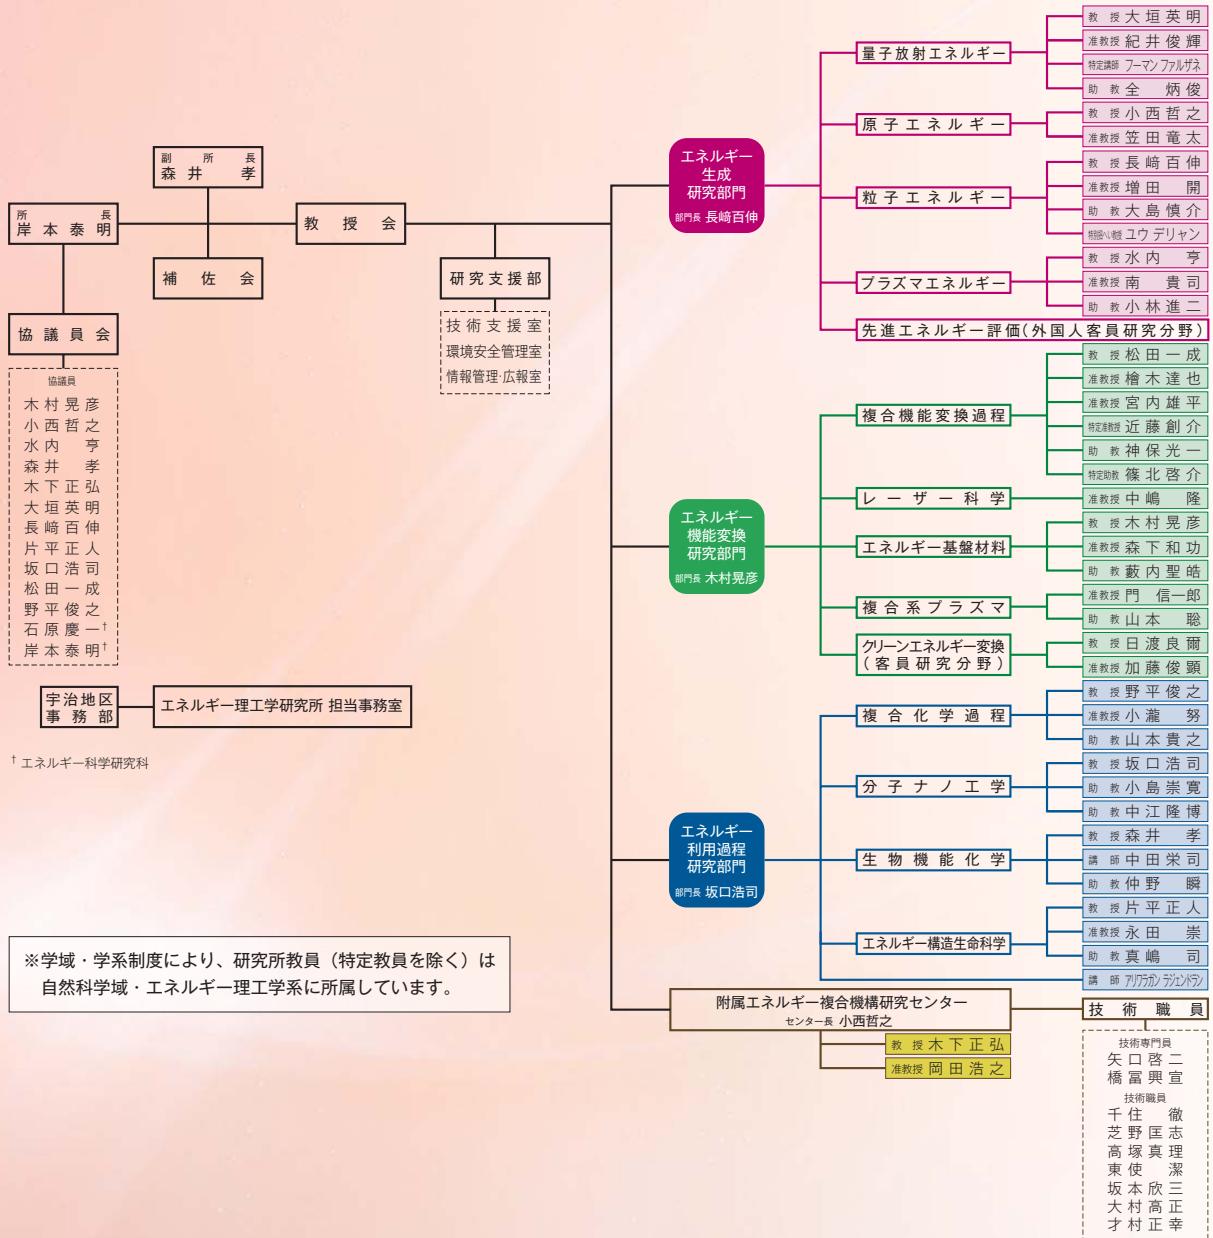 副所長
森井 孝
所長
岸本泰明
教授会
補佐会
協議員会
協議員
木村晃彦
小西哲之
水内 亨
森井 孝
木下正弘
大垣英明
長﨑百伸
片平正人
坂口浩司
松田一成
野平俊之
石原慶一†
岸本泰明†
研究支援部
技術支援室
環境安全管理室
情報管理・広報室
宇治地区
事務部
エネルギー理工学研究所 担当事務室
† エネルギー科学研究科
※学域・学系制度により、研究所教員（特定教員を除く）は
自然科学域・エネルギー理工学系に所属しています。
エネルギー
生成
研究部門
部門長 長﨑百伸
量子放射エネルギー
教授 大垣英明
准教授 紀井俊輝
特定講師 フーマン ファルザネ
助教 全 炳俊
原子エネルギー
教授 小西哲之
准教授 笠田竜太
粒子エネルギー
教授 長﨑百伸
准教授 増田 開
助教 大島慎介
ユウ デリャン
プラズマエネルギー
教授 水内 亨
准教授 南 貴司
助教 小林進二
先進エネルギー評価(外国人客員研究分野)
エネルギー
機能変換
研究部門
部門長 木村晃彦
複合機能変換過程
教授 松田一成
准教授 檜木達也
准教授 宮内雄平
特定准教授 近藤創介
助教 神保光一
特定助教 篠北啓介
レーザー科学
准教授 中嶋 隆
エネルギー基盤材料
教授 木村晃彦
准教授 森下和功
助教 藪内聖皓
複合系プラズマ
准教授 門 信一郎
助教 山本 聡
クリーンエネルギー変換
(客員研究分野)
教授 日渡良爾
准教授 加藤俊顕
エネルギー
利用過程
研究部門
部門長 坂口浩司
複合化学過程
教授 野平俊之
准教授 小瀧 努
助教 山本貴之
分子ナノ工学
教授 坂口浩司
助教 小島崇寛
助教 中江隆博
生物機能化学
教授 森井 孝
講師 中田栄司
助教 仲野 瞬
エネルギー構造生命科学
教授 片平正人
准教授 永田 崇
助教 真嶋 司
講師 アリワラガン ラジェンドラン
附属エネルギー複合機構研究センター
センター長 小西哲之
教授 木下正弘
准教授 岡田浩之
技術職員
技術専門員
矢口啓二
橋冨興宣
技術職員
千住 徹
芝野匡志
高塚真理
東使 潔
坂本欣三
大村高正
才村正幸